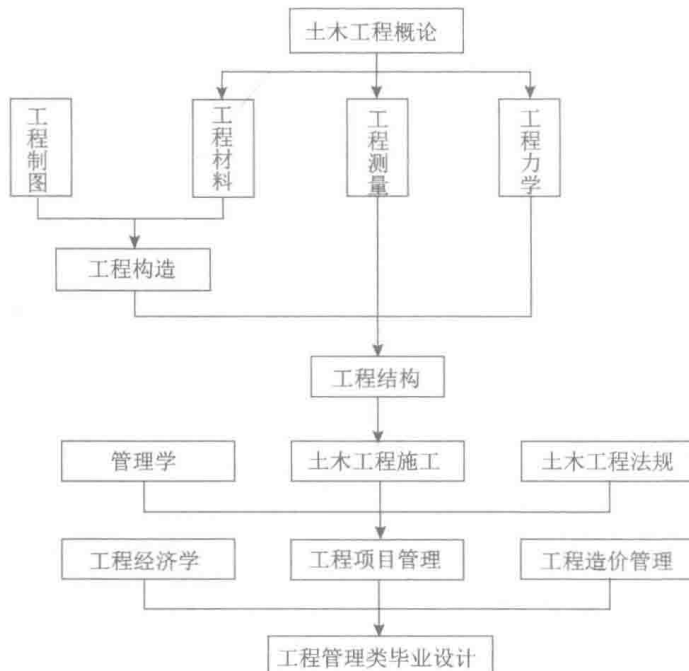 土木工程概论
工程制图
工程材料
工程测量
工程力学
工程构造
工程结构
管理学
土木工程施工
土木工程法规
工程经济学
工程项目管理
工程造价管理
工程管理类毕业设计